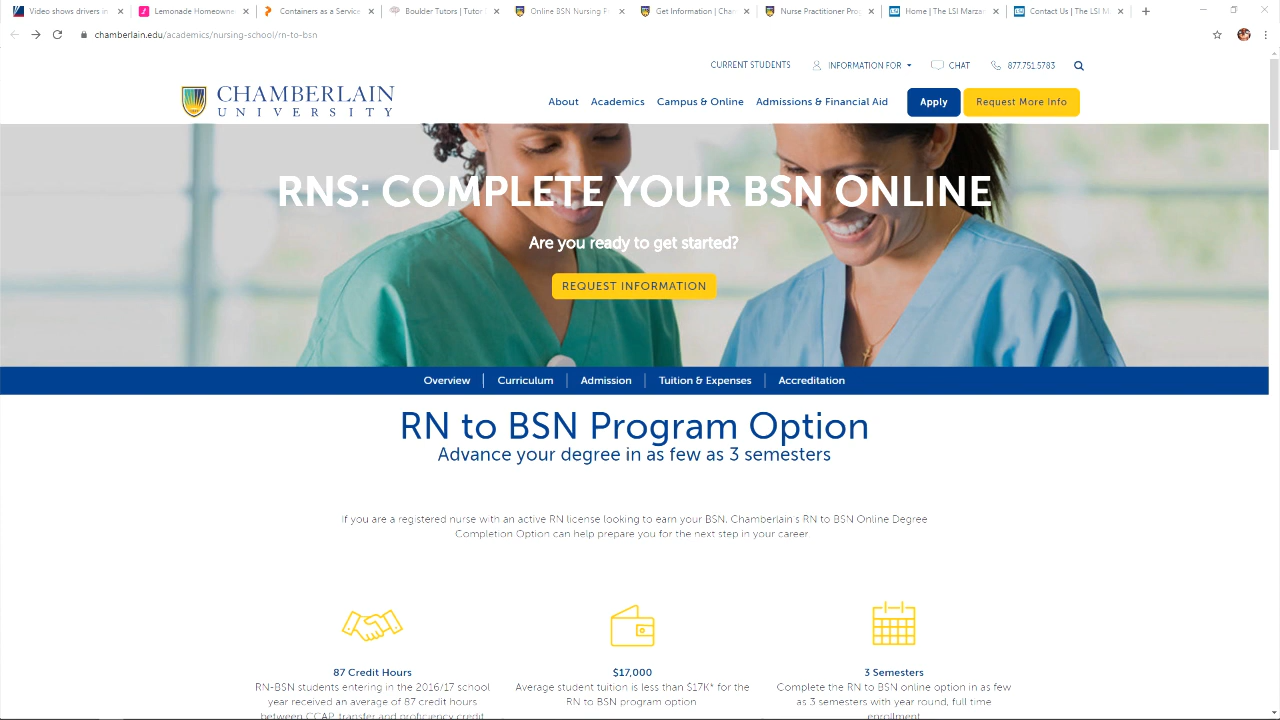 Video shows drivers in
Lemonade Homeowne
Containers as a Service
Boulder Tutors | Tutor
Online BSN Nursing P
Get Information | Cha
Nurse Practitioner Pro
Home | The LSI Marza
Contact Us | The LSI M
chamberlain.edu/academics/nursing-school/rn-to-bsn
CURRENT STUDENTS
INFORMATION FOR
CHAT
877.751.5783
CHAMBERLAIN
UNIVERSITY
About
Academics
Campus & Online
Admissions & Financial Aid
Apply
Request More Info
RNS: COMPLETE YOUR BSN ONLINE
Are you ready to get started?
REQUEST INFORMATION
Overview
Curriculum
Admission
Tuition & Expenses
Accreditation
RN to BSN Program Option
Advance your degree in as few as 3 semesters
If you are a registered nurse with an active RN license looking to earn your BSN, Chamberlain's RN to BSN Online Degree
Completion Option can help prepare you for the next step in your career.
87 Credit Hours
RN-BSN students entering in the 2016/17 school
year received an average of 87 credit hours
between CCAP, transfer and proficiency credit
$17,000
Average student tuition is less than $17K* for the
RN to BSN program option
3 Semesters
Complete the RN to BSN online option in as few
as 3 semesters with year round, full time
enrollment